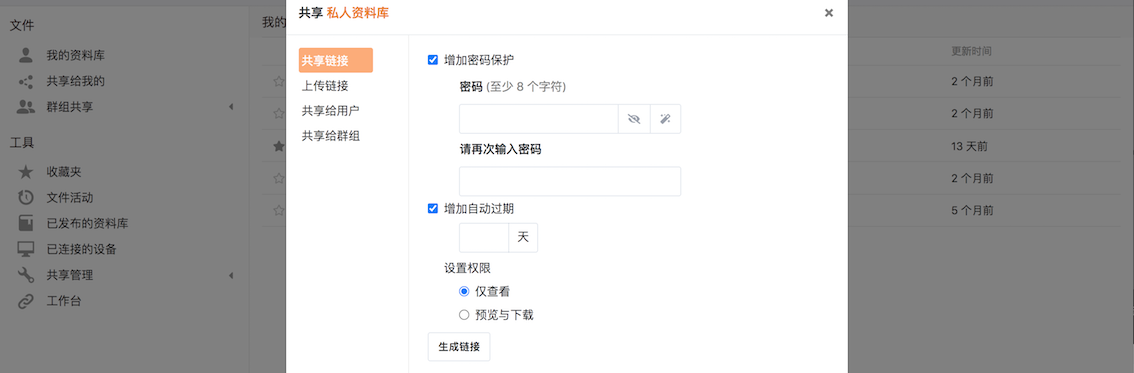 文件
我的资料库
共享给我的
群组共享
工具
收藏夹
文件活动
已发布的资料库
已连接的设备
共享管理
工作台
我的
更新时间
2 个月前
2 个月前
13 天前
2 个月前
5 个月前
共享 私人资料库
共享链接
上传链接
共享给用户
共享给群组
增加密码保护
密码 (至少 8 个字符)
请再次输入密码
增加自动过期
天
设置权限
仅查看
预览与下载
生成链接